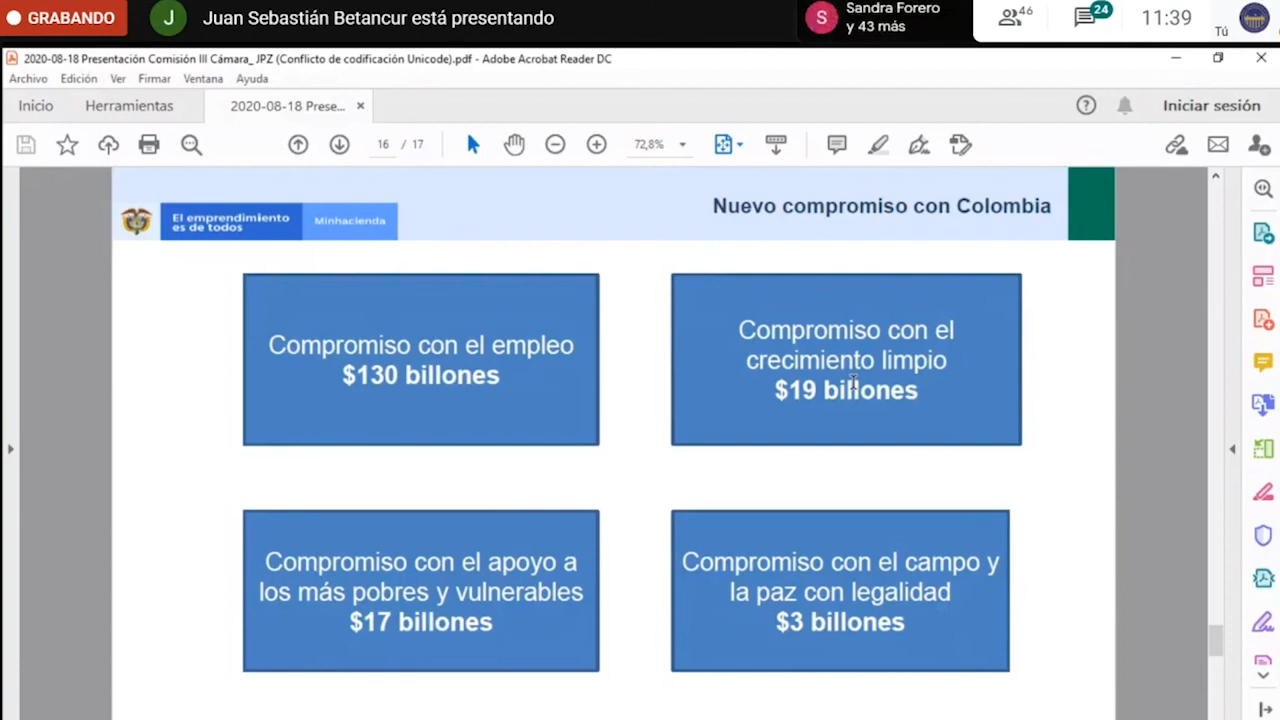 GRABANDO
J
Juan Sebastián Betancur está presentando
S
Sandra Forero
y 43 más
46
24
11:39
Tú
2020-08-18 Presentación Comisión III Cámara_ JPZ (Conflicto de codificación Unicode).pdf - Adobe Acrobat Reader DC
Archivo Edición Ver Firmar Ventana Ayuda
Inicio Herramientas 2020-08-18 Prese... Iniciar sesión
16 / 17 72,8%
El emprendimiento
es de todos
Minhacienda
Nuevo compromiso con Colombia
Compromiso con el empleo
$130 billones
Compromiso con el
crecimiento limpio
$19 billones
Compromiso con el apoyo a
los más pobres y vulnerables
$17 billones
Compromiso con el campo y
la paz con legalidad
$3 billones